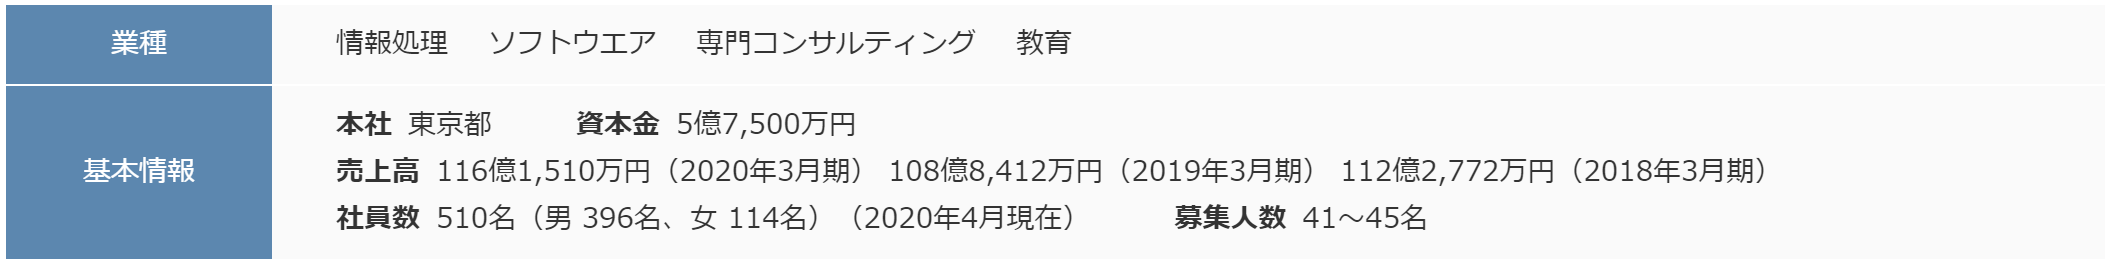 業種
情報処理 ソフトウエア 専門コンサルティング 教育
基本情報
本社 東京都 資本金 5億7,500万円
売上高 116億1,510万円（2020年3月期） 108億8,412万円（2019年3月期） 112億2,772万円（2018年3月期）
社員数 510名（男 396名、女 114名）（2020年4月現在） 募集人数 41～45名